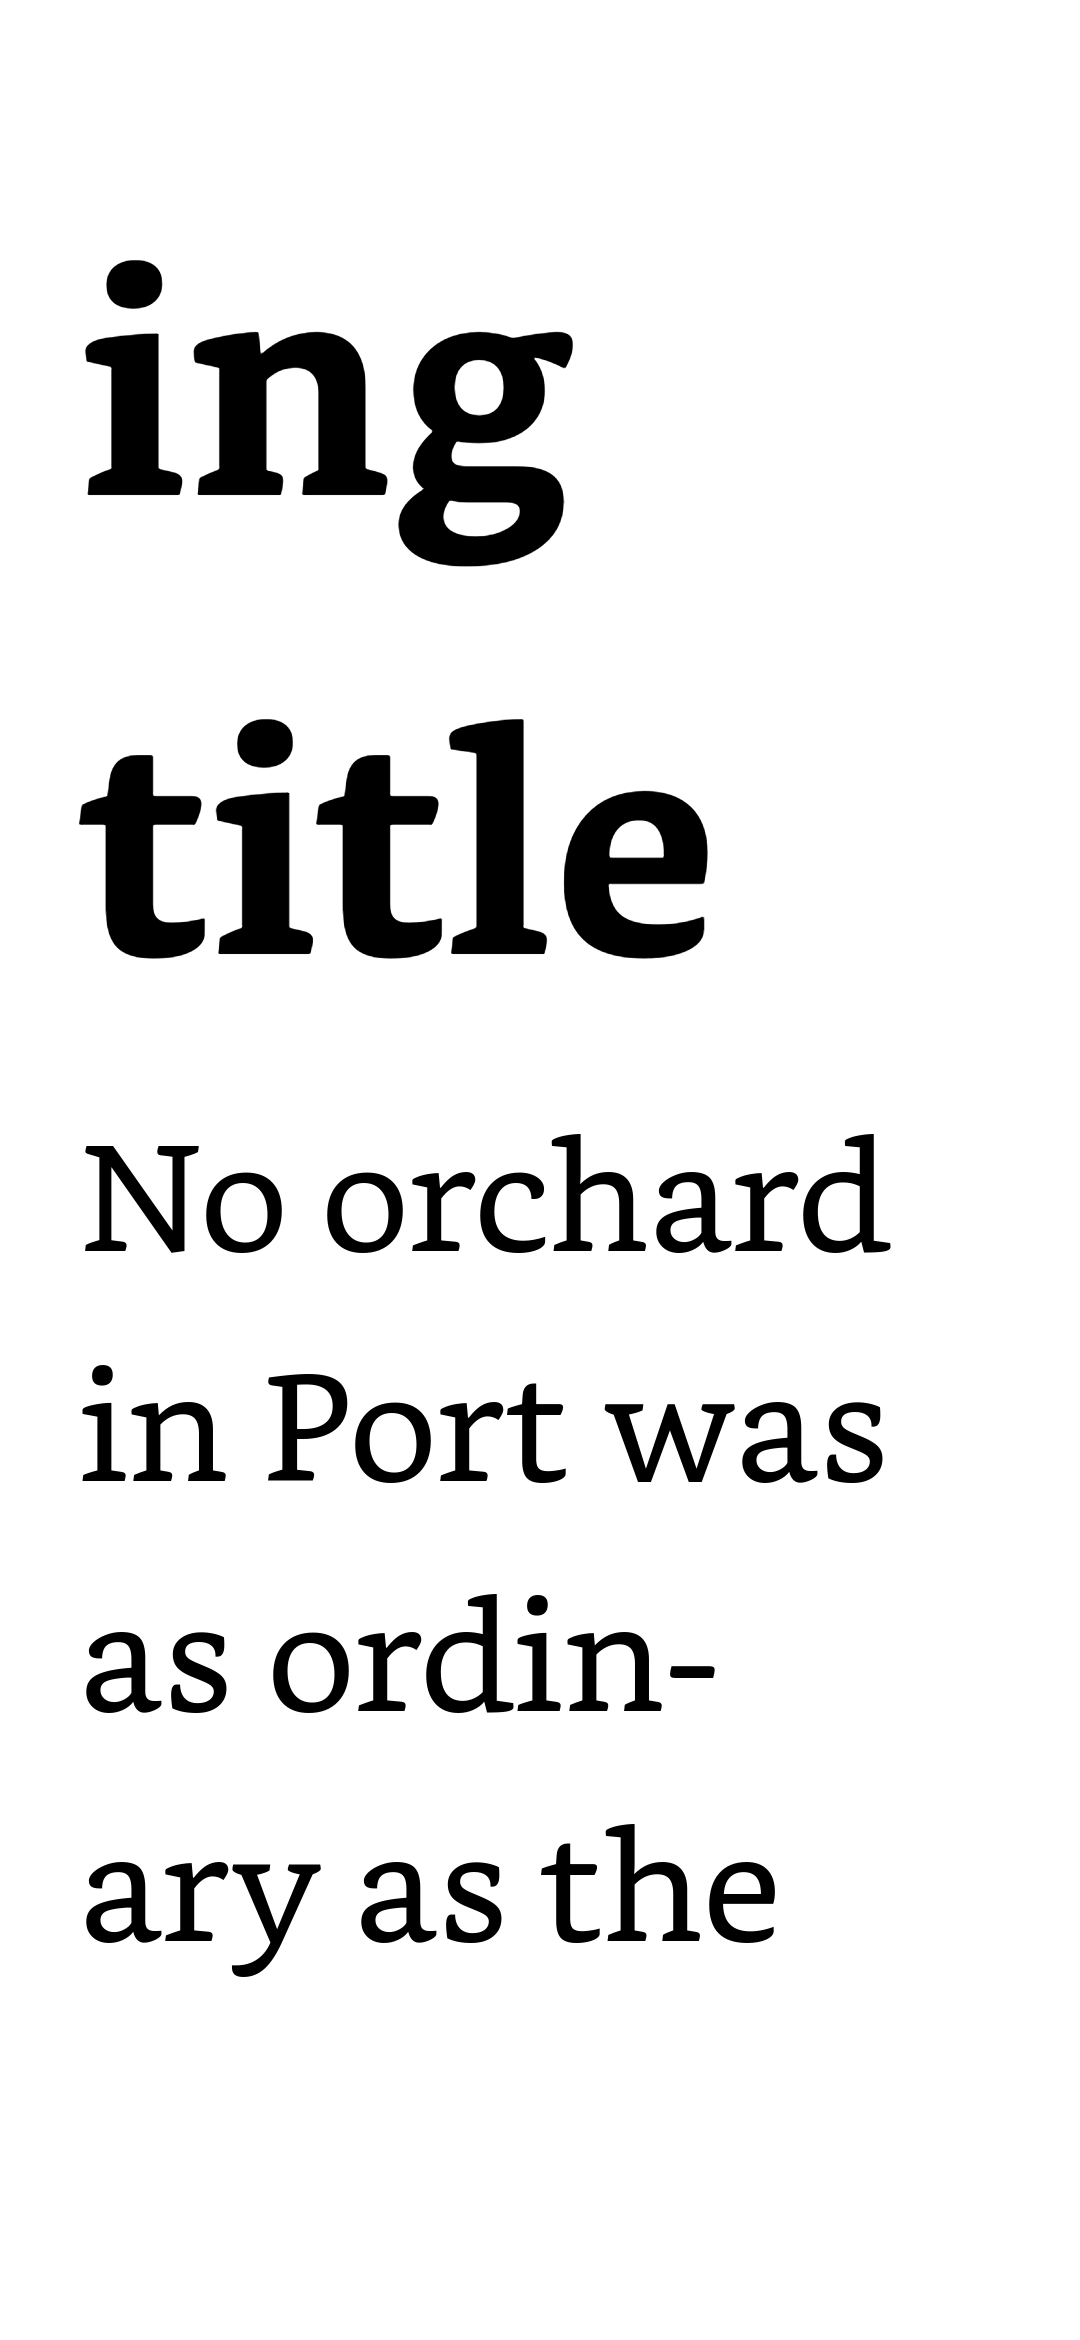 ing
title
No orchard
in Port was
as ordin-
ary as the